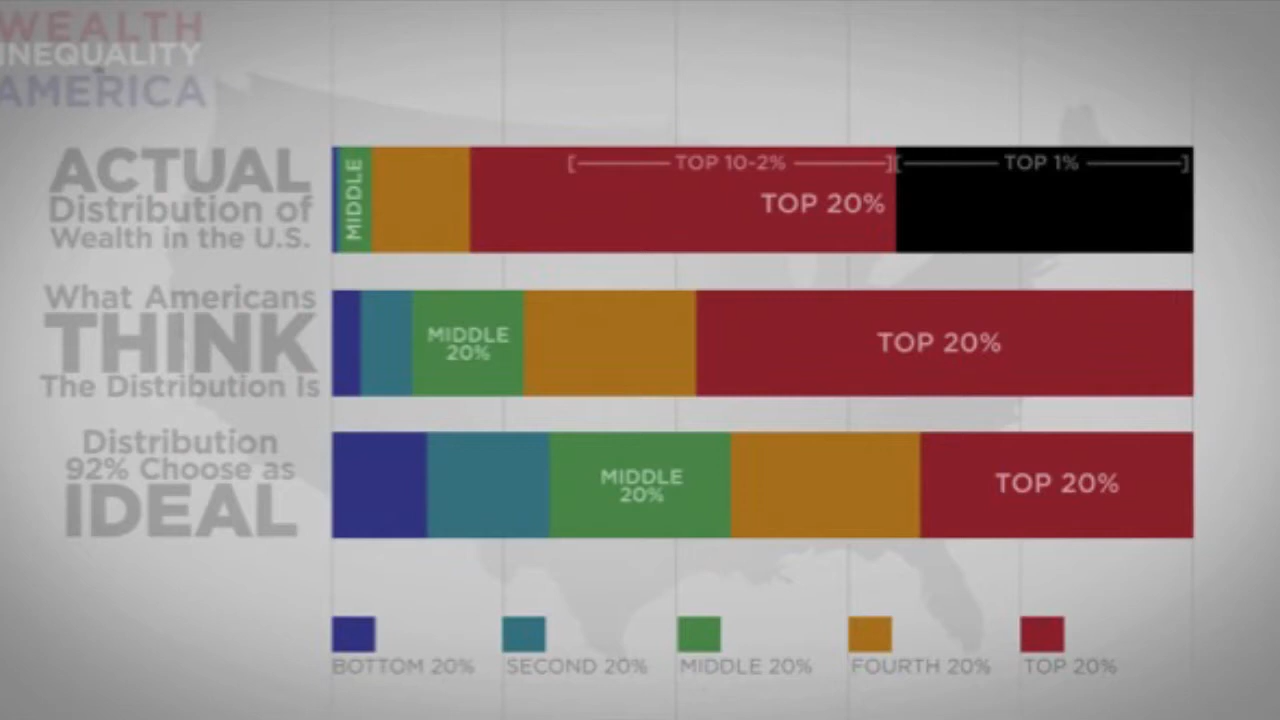 WEALTH
INEQUALITY
AMERICA
ACTUAL
Distribution of
Wealth in the U.S.
MIDDLE
[ TOP 10-2% ]
[ TOP 1% ]
TOP 20%
What Americans
THINK
The Distribution Is
MIDDLE
20%
TOP 20%
Distribution
92% Choose as
IDEAL
MIDDLE
20%
TOP 20%
BOTTOM 20%
SECOND 20%
MIDDLE 20%
FOURTH 20%
TOP 20%